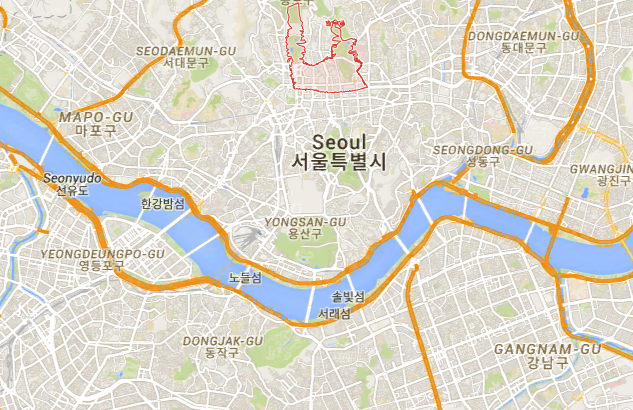 종로구
SEODAEMUN-GU
서대문구
DONGDAEMUN-GU
동대문구
MAPO-GU
마포구
Seoul
서울특별시
SEONGDONG-GU
성동구
GWANGJIN
광진구
Seonyudo
선유도
한강밤섬
YONGSAN-GU
용산구
YEONGDEUNGPO-GU
영등포구
노들섬
솔빛섬
서래섬
DONGJAK-GU
동작구
GANGNAM-GU
강남구